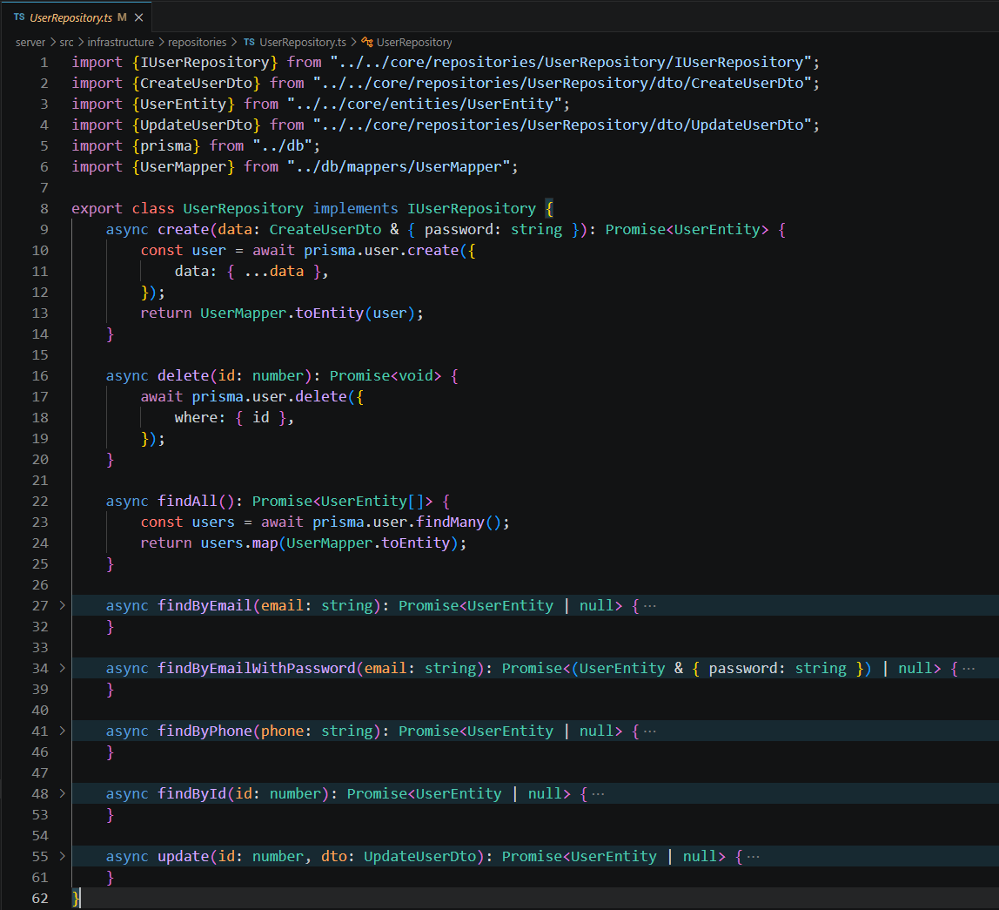 TS UserRepository.ts M ×
server > src > infrastructure > repositories > TS UserRepository.ts > UserRepository
1 import {IUserRepository} from "../../core/repositories/UserRepository/IUserRepository";
2 import {CreateUserDto} from "../../core/repositories/UserRepository/dto/CreateUserDto";
3 import {UserEntity} from "../../core/entities/UserEntity";
4 import {UpdateUserDto} from "../../core/repositories/UserRepository/dto/UpdateUserDto";
5 import {prisma} from "../db";
6 import {UserMapper} from "../db/mappers/UserMapper";
7
8 export class UserRepository implements IUserRepository {
9     async create(data: CreateUserDto & { password: string }): Promise<UserEntity> {
10         const user = await prisma.user.create({
11             data: { ...data },
12         });
13         return UserMapper.toEntity(user);
14     }
15
16     async delete(id: number): Promise<void> {
17         await prisma.user.delete({
18             where: { id },
19         });
20     }
21
22     async findAll(): Promise<UserEntity[]> {
23         const users = await prisma.user.findMany();
24         return users.map(UserMapper.toEntity);
25     }
26
27 >     async findByEmail(email: string): Promise<UserEntity | null> { ···
32     }
33
34 >     async findByEmailWithPassword(email: string): Promise<(UserEntity & { password: string }) | null> { ···
39     }
40
41 >     async findByPhone(phone: string): Promise<UserEntity | null> { ···
46     }
47
48 >     async findById(id: number): Promise<UserEntity | null> { ···
53     }
54
55 >     async update(id: number, dto: UpdateUserDto): Promise<UserEntity | null> { ···
61     }
62 }